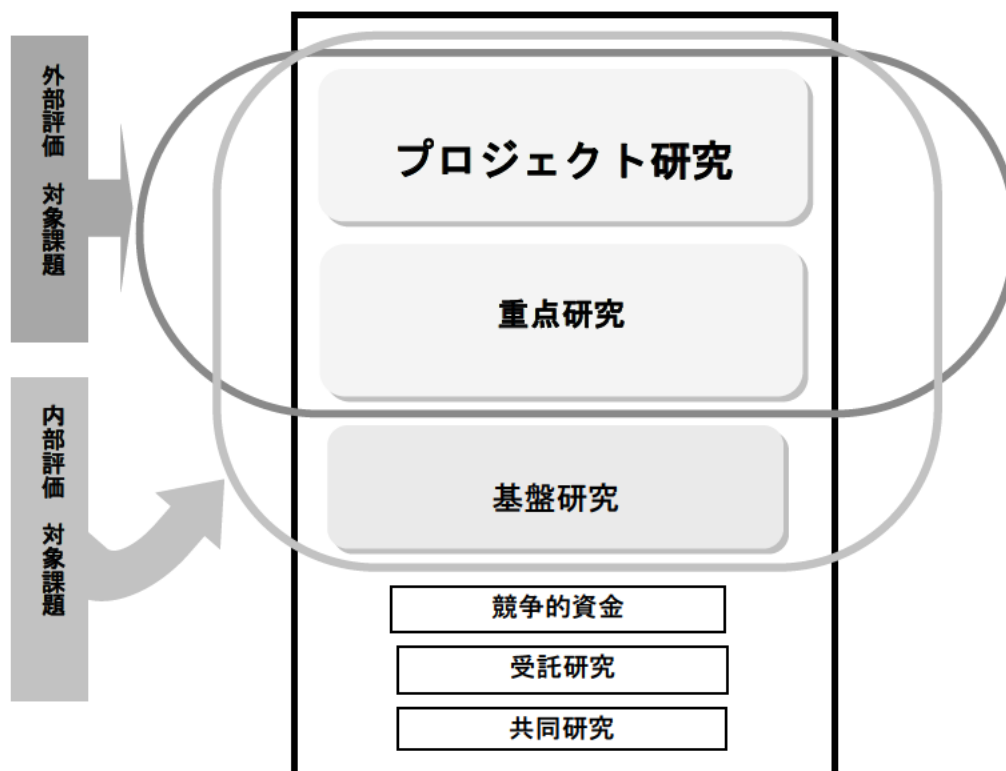 外部評価 対象課題
プロジェクト研究
重点研究
内部評価 対象課題
基盤研究
競争的資金
受託研究
共同研究